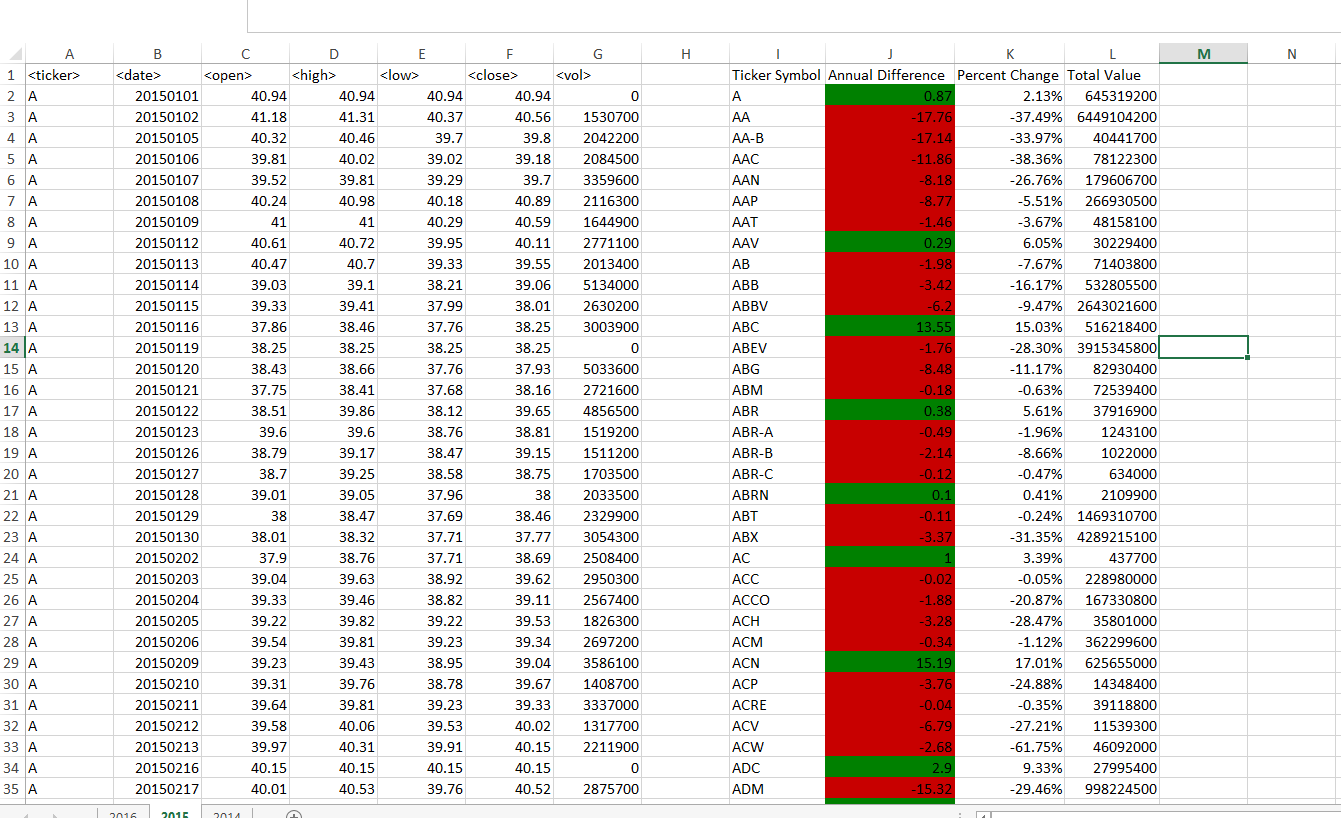 A B C D E F G H I J K L M N
1 <ticker> <date> <open> <high> <low> <close> <vol> Ticker Symbol Annual Difference Percent Change Total Value
2 A 20150101 40.94 40.94 40.94 40.94 0 A 0.87 2.13% 645319200
3 A 20150102 41.18 41.31 40.37 40.56 1530700 AA -17.76 -37.49% 6449104200
4 A 20150105 40.32 40.46 39.7 39.8 2042200 AA-B -17.14 -33.97% 40441700
5 A 20150106 39.81 40.02 39.02 39.18 2084500 AAC -11.86 -38.36% 78122300
6 A 20150107 39.52 39.81 39.29 39.7 3359600 AAN -8.18 -26.76% 179606700
7 A 20150108 40.24 40.98 40.18 40.89 2116300 AAP -8.77 -5.51% 266930500
8 A 20150109 41 41 40.29 40.59 1644900 AAT -1.46 -3.67% 48158100
9 A 20150112 40.61 40.72 39.95 40.11 2771100 AAV 0.29 6.05% 30229400
10 A 20150113 40.47 40.7 39.33 39.55 2013400 AB -1.98 -7.67% 71403800
11 A 20150114 39.03 39.1 38.21 39.06 5134000 ABB -3.42 -16.17% 532805500
12 A 20150115 39.33 39.41 37.99 38.01 2630200 ABBV -6.2 -9.47% 2643021600
13 A 20150116 37.86 38.46 37.76 38.25 3003900 ABC 13.55 15.03% 516218400
14 A 20150119 38.25 38.25 38.25 38.25 0 ABEV -1.76 -28.30% 3915345800
15 A 20150120 38.43 38.66 37.76 37.93 5033600 ABG -8.48 -11.17% 82930400
16 A 20150121 37.75 38.41 37.68 38.16 2721600 ABM -0.18 -0.63% 72539400
17 A 20150122 38.51 39.86 38.12 39.65 4856500 ABR 0.38 5.61% 37916900
18 A 20150123 39.6 39.6 38.76 38.81 1519200 ABR-A -0.49 -1.96% 1243100
19 A 20150126 38.79 39.17 38.47 39.15 1511200 ABR-B -2.14 -8.66% 1022000
20 A 20150127 38.7 39.25 38.58 38.75 1703500 ABR-C -0.12 -0.47% 634000
21 A 20150128 39.01 39.05 37.96 38 2033500 ABRN 0.1 0.41% 2109900
22 A 20150129 38 38.47 37.69 38.46 2329900 ABT -0.11 -0.24% 1469310700
23 A 20150130 38.01 38.32 37.71 37.77 3054300 ABX -3.37 -31.35% 4289215100
24 A 20150202 37.9 38.76 37.71 38.69 2508400 AC 1 3.39% 437700
25 A 20150203 39.04 39.63 38.92 39.62 2950300 ACC -0.02 -0.05% 228980000
26 A 20150204 39.33 39.46 38.82 39.11 2567400 ACCO -1.88 -20.87% 167330800
27 A 20150205 39.22 39.82 39.22 39.53 1826300 ACH -3.28 -28.47% 35801000
28 A 20150206 39.54 39.81 39.23 39.34 2697200 ACM -0.34 -1.12% 362299600
29 A 20150209 39.23 39.43 38.95 39.04 3586100 ACN 15.19 17.01% 625655000
30 A 20150210 39.31 39.76 38.78 39.67 1408700 ACP -3.76 -24.88% 14348400
31 A 20150211 39.64 39.81 39.23 39.33 3337000 ACRE -0.04 -0.35% 39118800
32 A 20150212 39.58 40.06 39.53 40.02 1317700 ACV -6.79 -27.21% 11539300
33 A 20150213 39.97 40.31 39.91 40.15 2211900 ACW -2.68 -61.75% 46092000
34 A 20150216 40.15 40.15 40.15 40.15 0 ADC 2.9 9.33% 27995400
35 A 20150217 40.01 40.53 39.76 40.52 2875700 ADM -15.32 -29.46% 998224500
2016 2015 2014